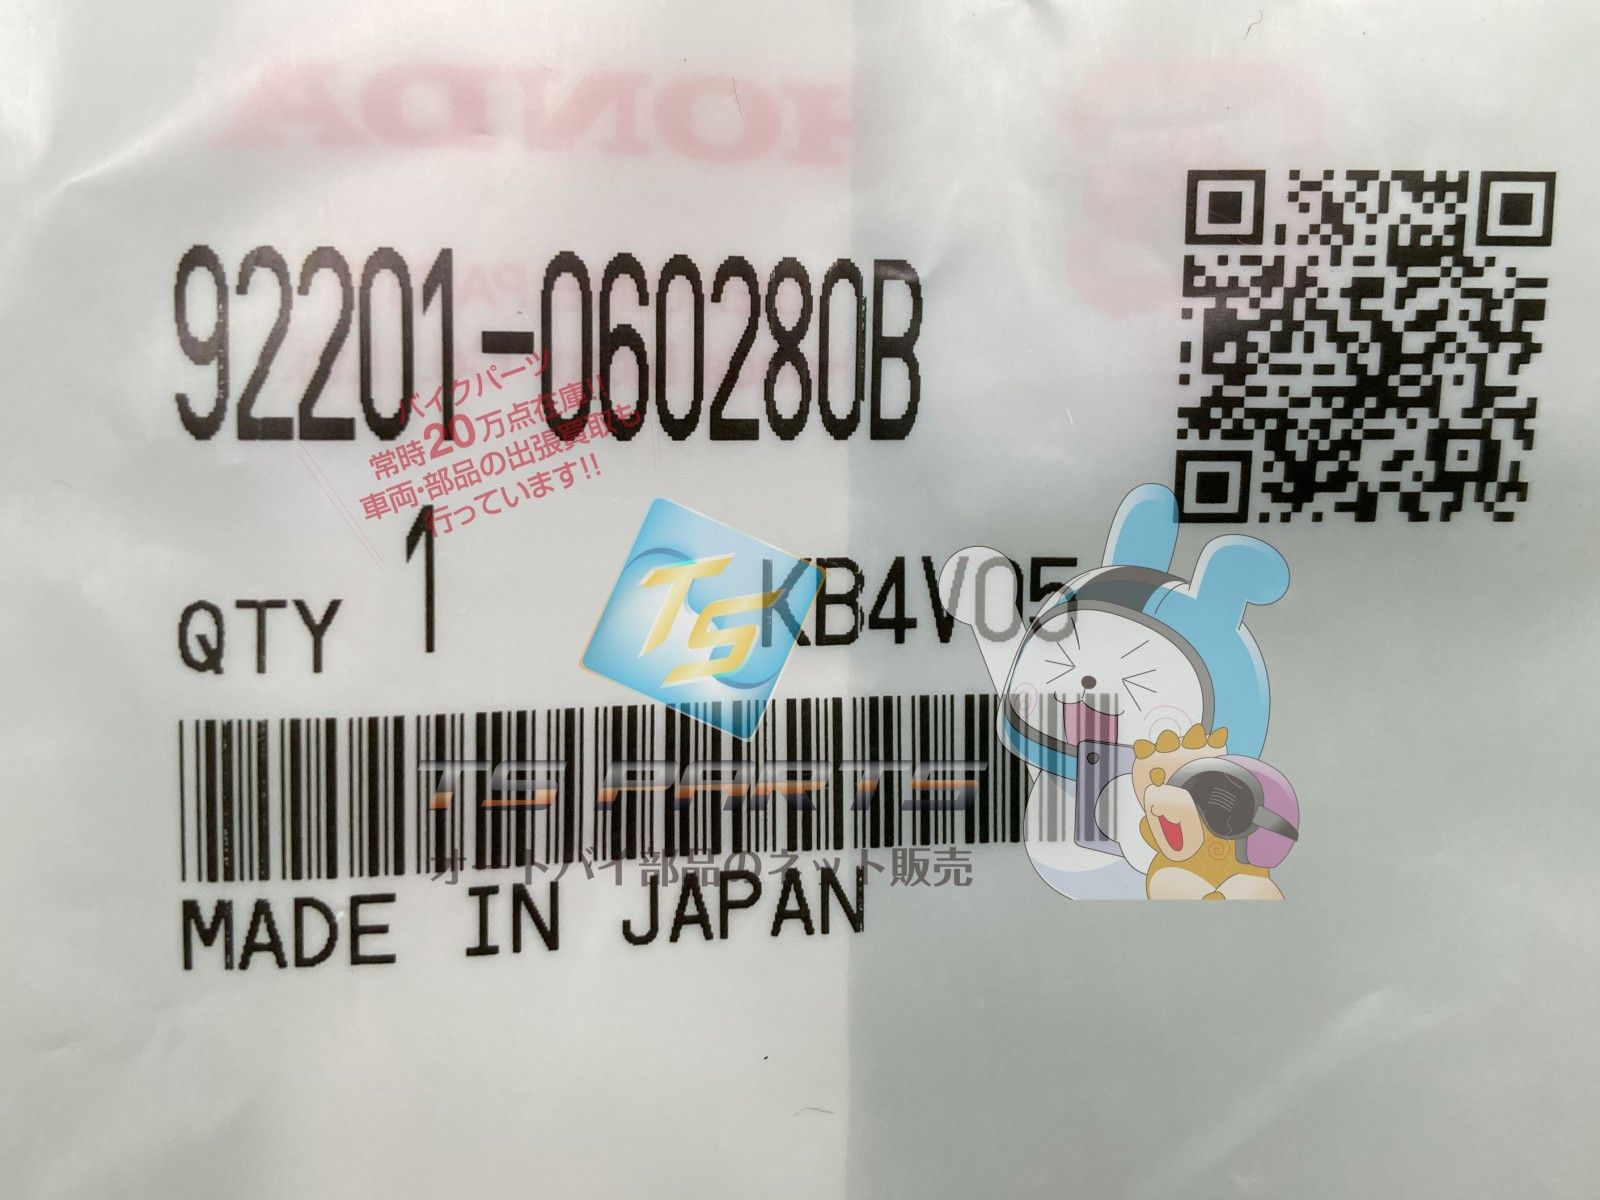 HONDA
92201-060280B
バイクパーツ
常時20万点在庫!!
車両・部品の出張買取も
行っています!!
QTY 1 KB4V05
TS
TS PARTS
オートバイ部品のネット販売
MADE IN JAPAN